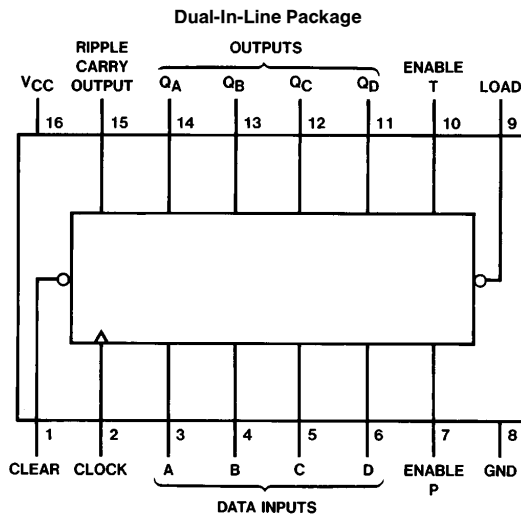 Dual-In-Line Package
RIPPLE CARRY OUTPUT
OUTPUTS
ENABLE T
VCC
QA
QB
QC
QD
LOAD
16
15
14
13
12
11
10
9
1
2
3
4
5
6
7
8
CLEAR
CLOCK
A
B
C
D
ENABLE P
GND
DATA INPUTS